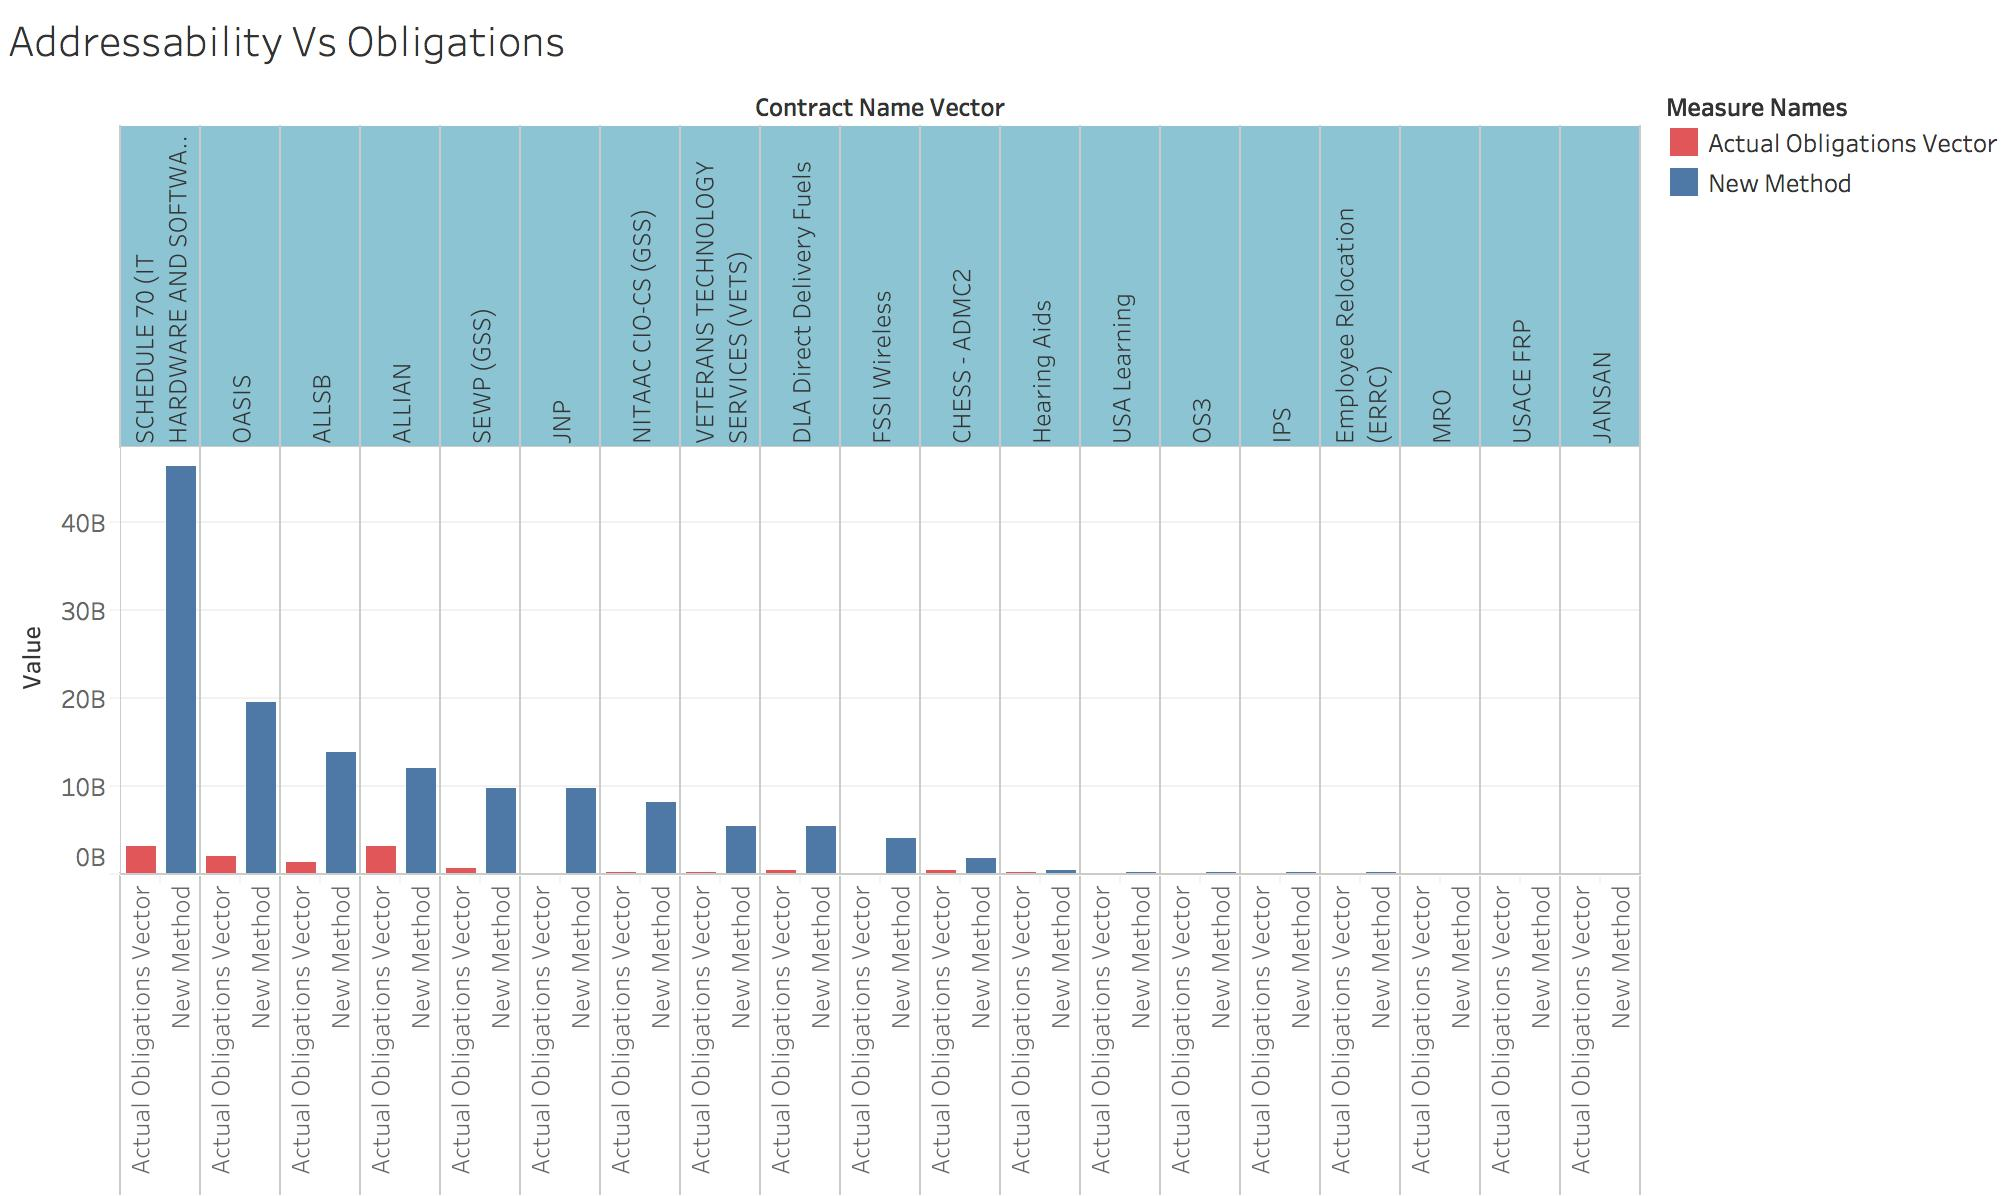 Addressability Vs Obligations
Contract Name Vector
Measure Names
Actual Obligations Vector
New Method
SCHEDULE 70 (IT
HARDWARE AND SOFTWA..
OASIS
ALLSB
ALLIAN
SEWP (GSS)
JNP
NITAAC CIO-CS (GSS)
VETERANS TECHNOLOGY
SERVICES (VETS)
DLA Direct Delivery Fuels
FSSI Wireless
CHESS - ADMC2
Hearing Aids
USA Learning
OS3
IPS
Employee Relocation
(ERRC)
MRO
USACE FRP
JANSAN
Value
40B
30B
20B
10B
0B
Actual Obligations Vector
New Method
Actual Obligations Vector
New Method
Actual Obligations Vector
New Method
Actual Obligations Vector
New Method
Actual Obligations Vector
New Method
Actual Obligations Vector
New Method
Actual Obligations Vector
New Method
Actual Obligations Vector
New Method
Actual Obligations Vector
New Method
Actual Obligations Vector
New Method
Actual Obligations Vector
New Method
Actual Obligations Vector
New Method
Actual Obligations Vector
New Method
Actual Obligations Vector
New Method
Actual Obligations Vector
New Method
Actual Obligations Vector
New Method
Actual Obligations Vector
New Method
Actual Obligations Vector
New Method
Actual Obligations Vector
New Method